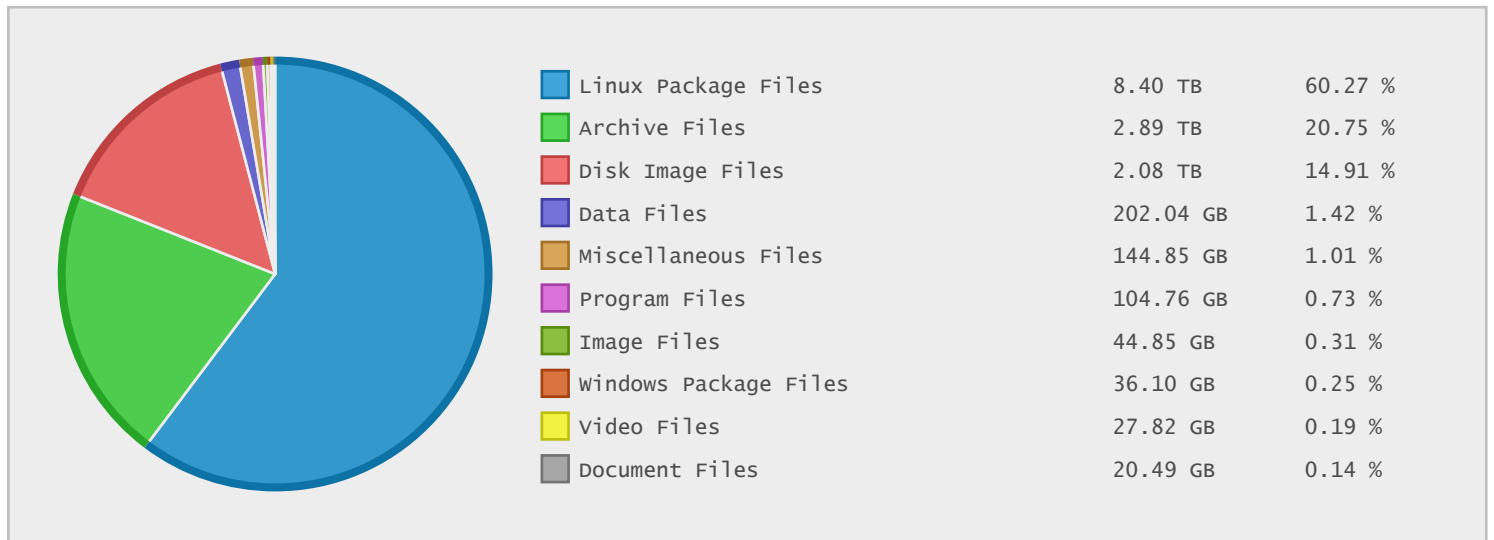 Linux Package Files 8.40 TB 60.27 %
Archive Files 2.89 TB 20.75 %
Disk Image Files 2.08 TB 14.91 %
Data Files 202.04 GB 1.42 %
Miscellaneous Files 144.85 GB 1.01 %
Program Files 104.76 GB 0.73 %
Image Files 44.85 GB 0.31 %
Windows Package Files 36.10 GB 0.25 %
Video Files 27.82 GB 0.19 %
Document Files 20.49 GB 0.14 %